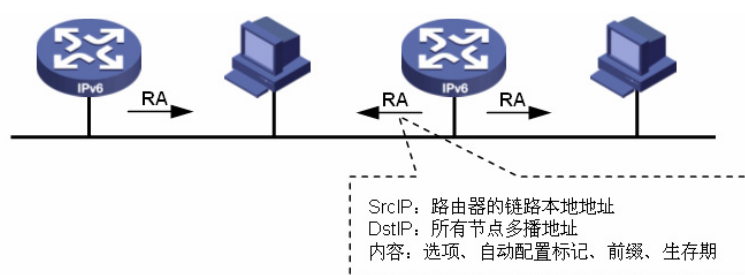 IPv6
IPv6
RA
RA
RA
SrcIP：路由器的链路本地地址
DstIP：所有节点多播地址
内容：选项、自动配置标记、前缀、生存期